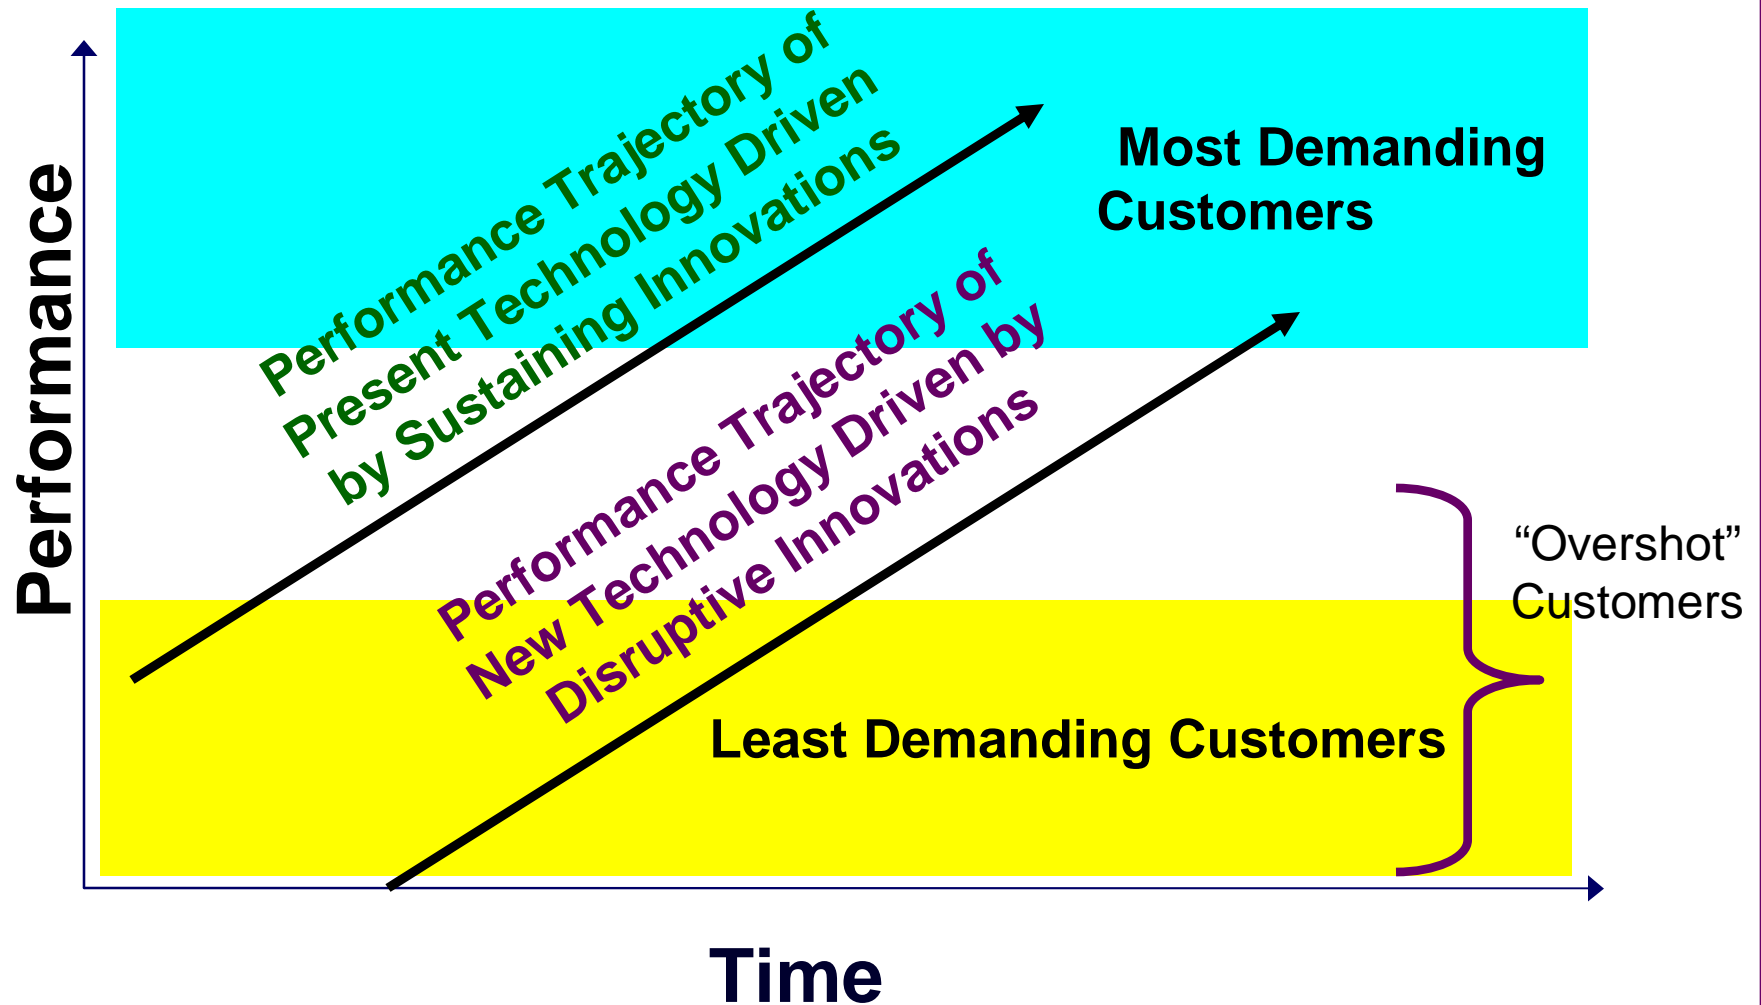 Performance
Performance Trajectory of
Present Technology Driven
by Sustaining Innovations
Most Demanding
Customers
Performance Trajectory of
New Technology Driven by
Disruptive Innovations
“Overshot”
Customers
Least Demanding Customers
Time